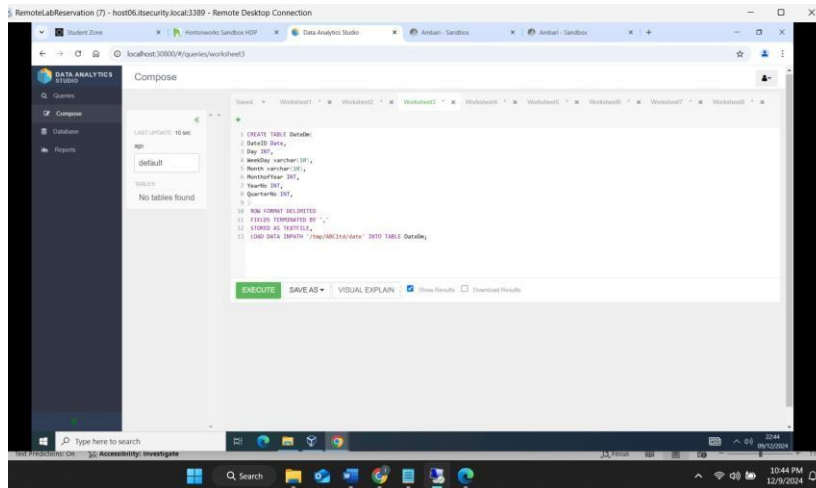 RemoteLabReservation (7) - host06.itsecurity.local:3389 - Remote Desktop Connection
Student Zone
Hortonworks Sandbox HDP
Data Analytics Studio
Ambari - Sandbox
Ambari - Sandbox
localhost:30800/#/queries/worksheet3
DATA ANALYTICS
STUDIO
Compose
Queries
Compose
Database
Reports
LAST UPDATE: 10 sec
ago
default
TABLES
No tables found
Saved
Worksheet1 *
Worksheet2 *
Worksheet3 *
Worksheet4 *
Worksheet5 *
Worksheet6 *
Worksheet7 *
Worksheet8 *
1 CREATE TABLE DateDm(
2 DateID Date,
3 Day INT,
4 WeekDay varchar(10),
5 Month varchar(10),
6 MonthofYear INT,
7 YearNo INT,
8 QuarterNo INT,
9 )
10 ROW FORMAT DELIMITED
11 FIELDS TERMINATED BY ','
12 STORED AS TEXTFILE,
13 LOAD DATA INPATH '/tmp/ABCltd/date' INTO TABLE DateDm;
EXECUTE
SAVE AS
VISUAL EXPLAIN
Show Results
Download Results
Type here to search
22:44
09/12/2024
Text Predictions: On
Accessibility: Investigate
Focus
Search
10:44 PM
12/9/2024